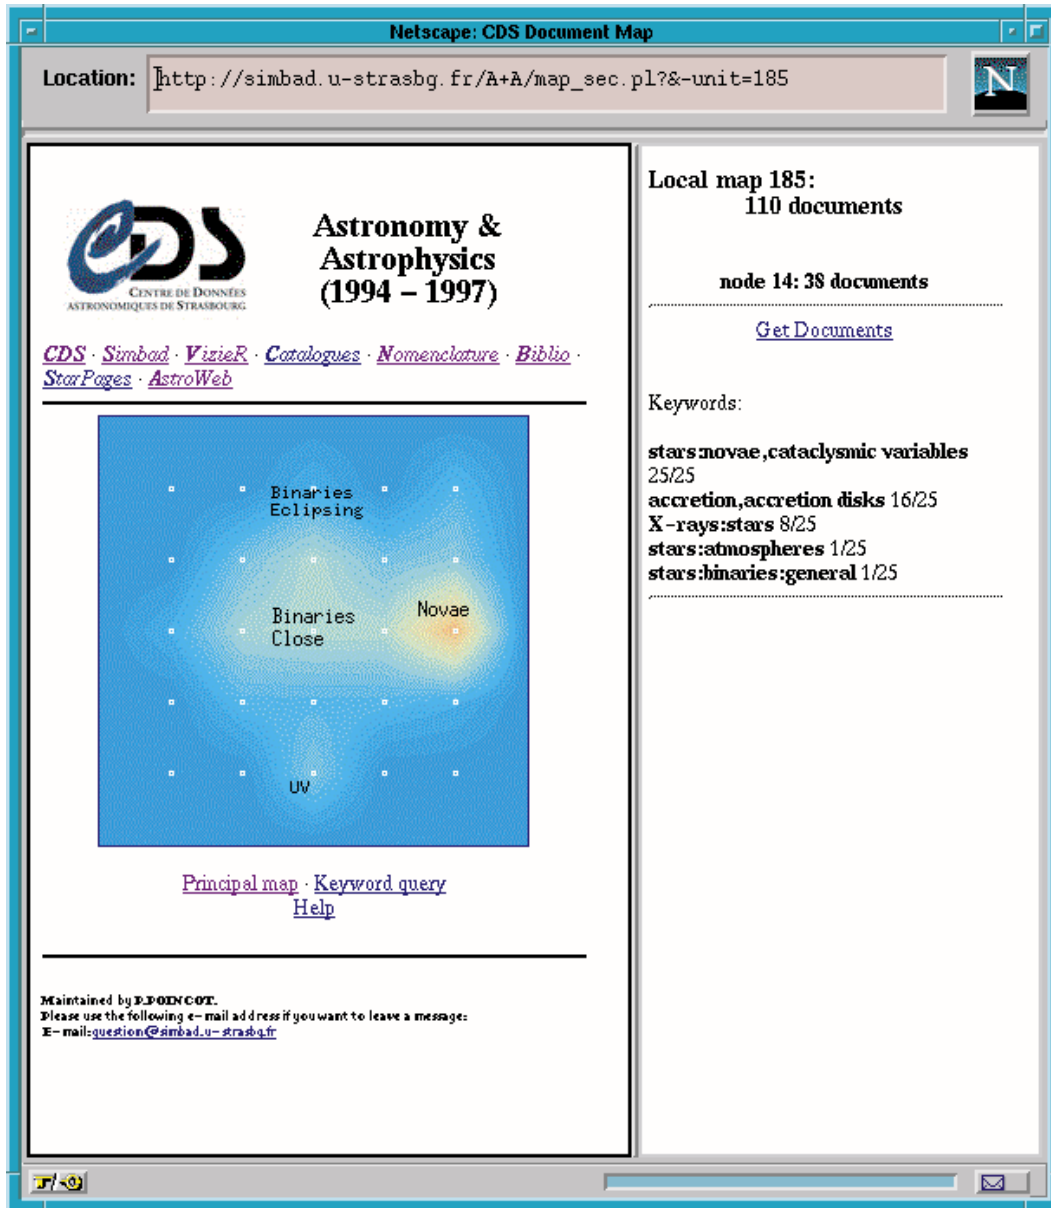 Netscape: CDS Document Map
Location: http://simbad.u-strasbg.fr/A+A/map_sec.pl?&-unit=185
N
CDS
CENTRE DE DONNÉES
ASTRONOMIQUES DE STRASBOURG
Astronomy &
Astrophysics
(1994 – 1997)
CDS · Simbad · VizieR · Catalogues · Nomenclature · Biblio ·
StarPages · AstroWeb
Binaries
Eclipsing
Novae
Binaries
Close
UV
Principal map · Keyword query
Help
Maintained by P.POINCOT.
Please use the following e-mail address if you want to leave a message:
E-mail:question@simbad.u-strasbg.fr
Local map 185:
110 documents
node 14: 38 documents
Get Documents
Keywords:
stars:novae,cataclysmic variables
25/25
accretion,accretion disks 16/25
X-rays:stars 8/25
stars:atmospheres 1/25
stars:binaries:general 1/25